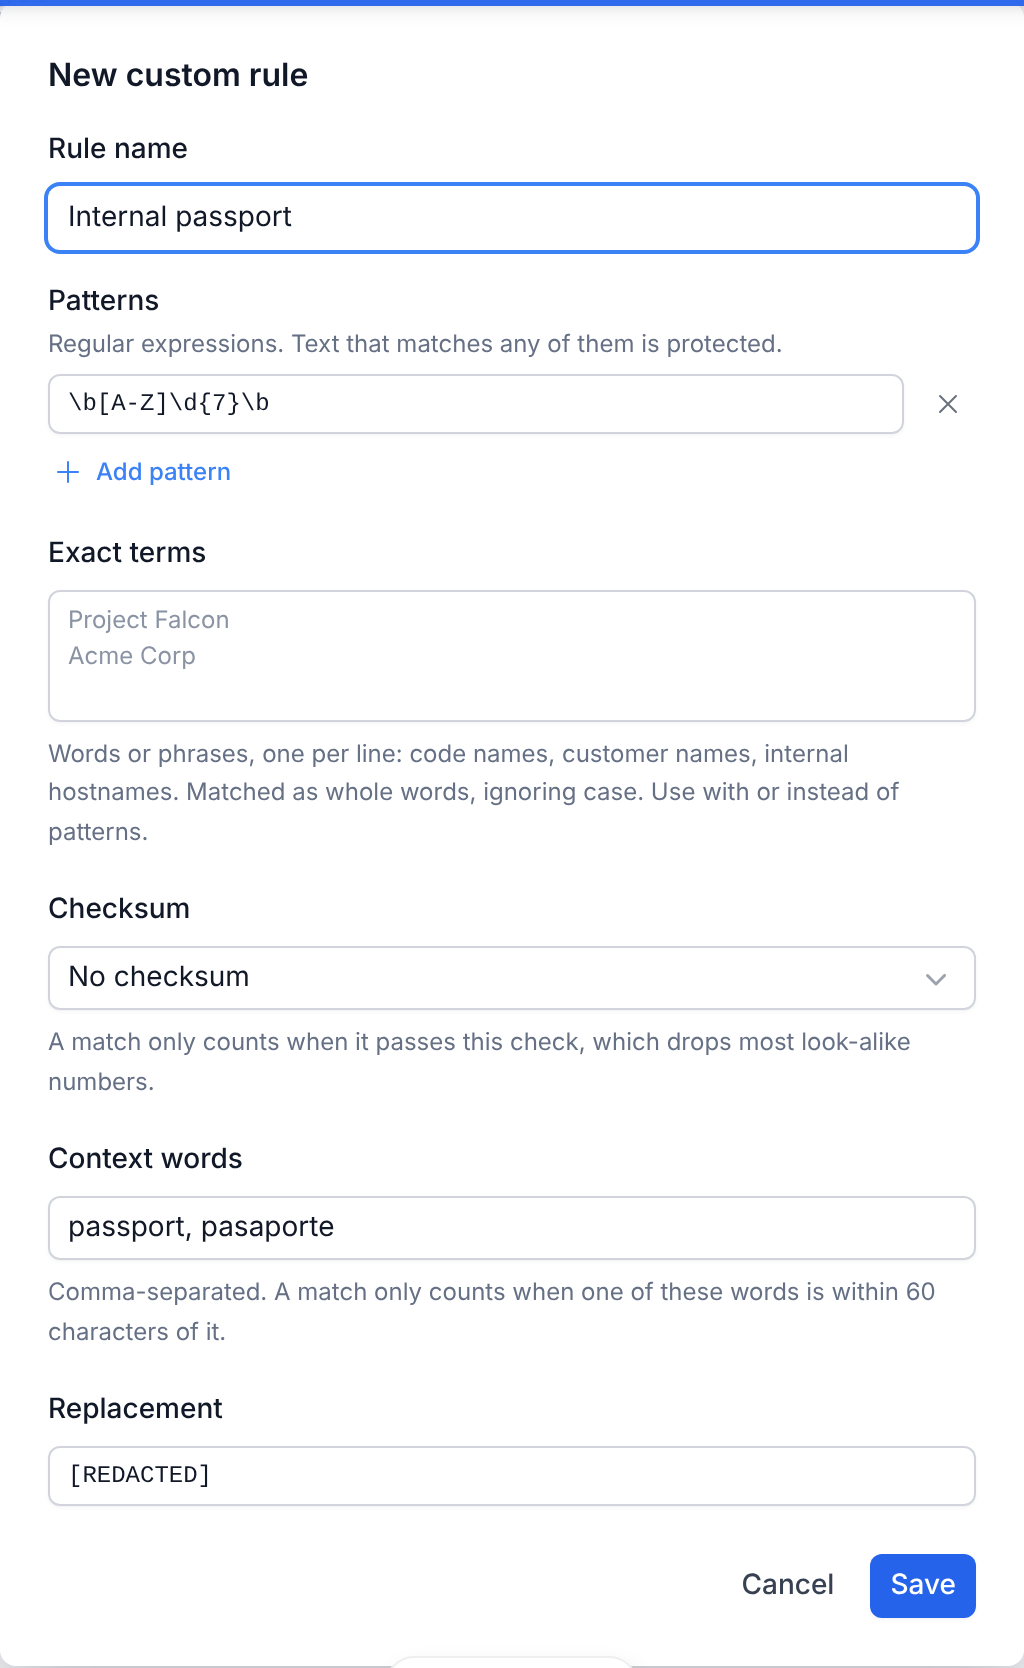 New custom rule
Rule name
Internal passport
Patterns
Regular expressions. Text that matches any of them is protected.
\b[A-Z]\d{7}\b
Add pattern
Exact terms
Project Falcon
Acme Corp
Words or phrases, one per line: code names, customer names, internal
hostnames. Matched as whole words, ignoring case. Use with or instead of
patterns.
Checksum
No checksum
A match only counts when it passes this check, which drops most look-alike
numbers.
Context words
passport, pasaporte
Comma-separated. A match only counts when one of these words is within 60
characters of it.
Replacement
[REDACTED]
Cancel
Save